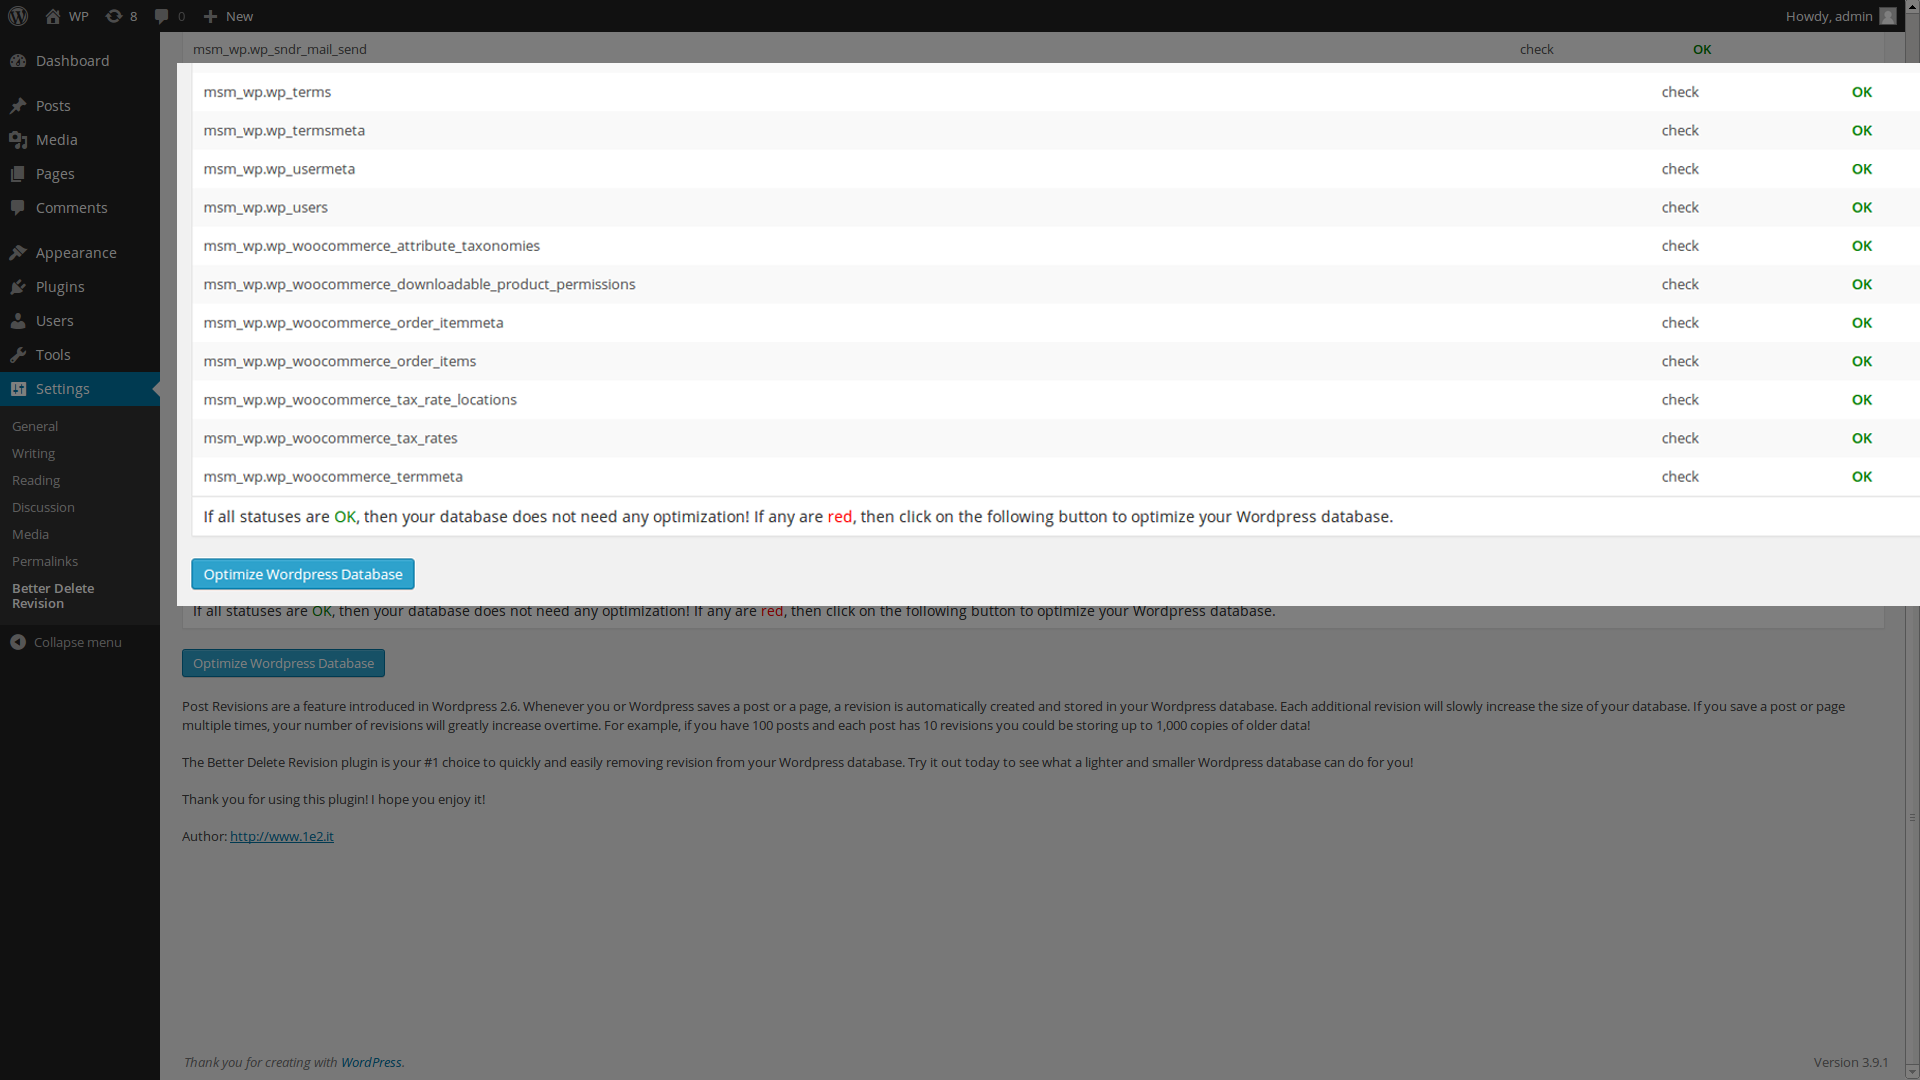 WP 8 0 New Howdy, admin
Dashboard
Posts
Media
Pages
Comments
Appearance
Plugins
Users
Tools
Settings
General
Writing
Reading
Discussion
Media
Permalinks
Better Delete
Revision
Collapse menu
msm_wp.wp_sndr_mail_send check OK
msm_wp.wp_terms check OK
msm_wp.wp_termsmeta check OK
msm_wp.wp_usermeta check OK
msm_wp.wp_users check OK
msm_wp.wp_woocommerce_attribute_taxonomies check OK
msm_wp.wp_woocommerce_downloadable_product_permissions check OK
msm_wp.wp_woocommerce_order_itemmeta check OK
msm_wp.wp_woocommerce_order_items check OK
msm_wp.wp_woocommerce_tax_rate_locations check OK
msm_wp.wp_woocommerce_tax_rates check OK
msm_wp.wp_woocommerce_termmeta check OK
If all statuses are OK, then your database does not need any optimization! If any are red, then click on the following button to optimize your Wordpress database.
Optimize Wordpress Database
If all statuses are OK, then your database does not need any optimization! If any are red, then click on the following button to optimize your Wordpress database.
Optimize Wordpress Database
Post Revisions are a feature introduced in Wordpress 2.6. Whenever you or Wordpress saves a post or a page, a revision is automatically created and stored in your Wordpress database. Each additional revision will slowly increase the size of your database. If you save a post or page
multiple times, your number of revisions will greatly increase overtime. For example, if you have 100 posts and each post has 10 revisions you could be storing up to 1,000 copies of older data!
The Better Delete Revision plugin is your #1 choice to quickly and easily removing revision from your Wordpress database. Try it out today to see what a lighter and smaller Wordpress database can do for you!
Thank you for using this plugin! I hope you enjoy it!
Author: http://www.1e2.it
Thank you for creating with WordPress. Version 3.9.1